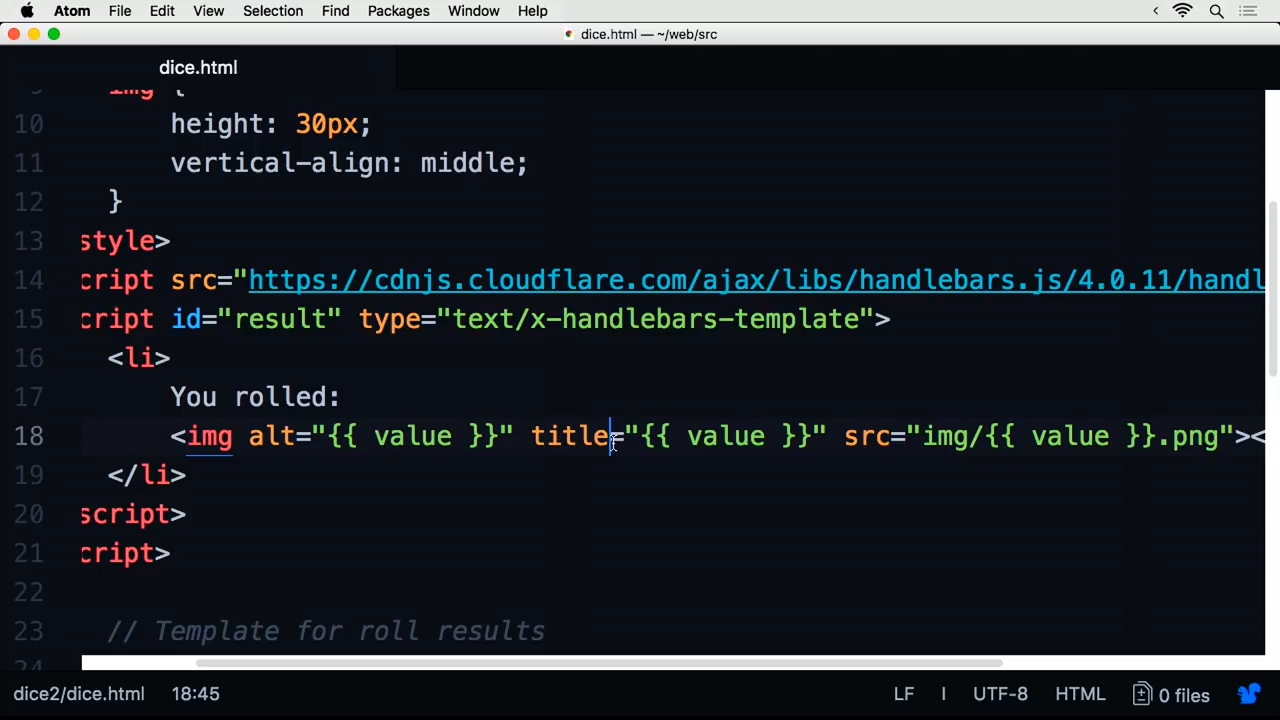 Atom File Edit View Selection Find Packages Window Help
dice.html — ~/web/src
dice.html
9 img {
10 height: 30px;
11 vertical-align: middle;
12 }
13 style>
14 cript src="https://cdnjs.cloudflare.com/ajax/libs/handlebars.js/4.0.11/handl
15 cript id="result" type="text/x-handlebars-template">
16 <li>
17 You rolled:
18 <img alt="{{ value }}" title="{{ value }}" src="img/{{ value }}.png"><
19 </li>
20 script>
21 cript>
22
23 // Template for roll results
24
dice2/dice.html 18:45 LF I UTF-8 HTML 0 files